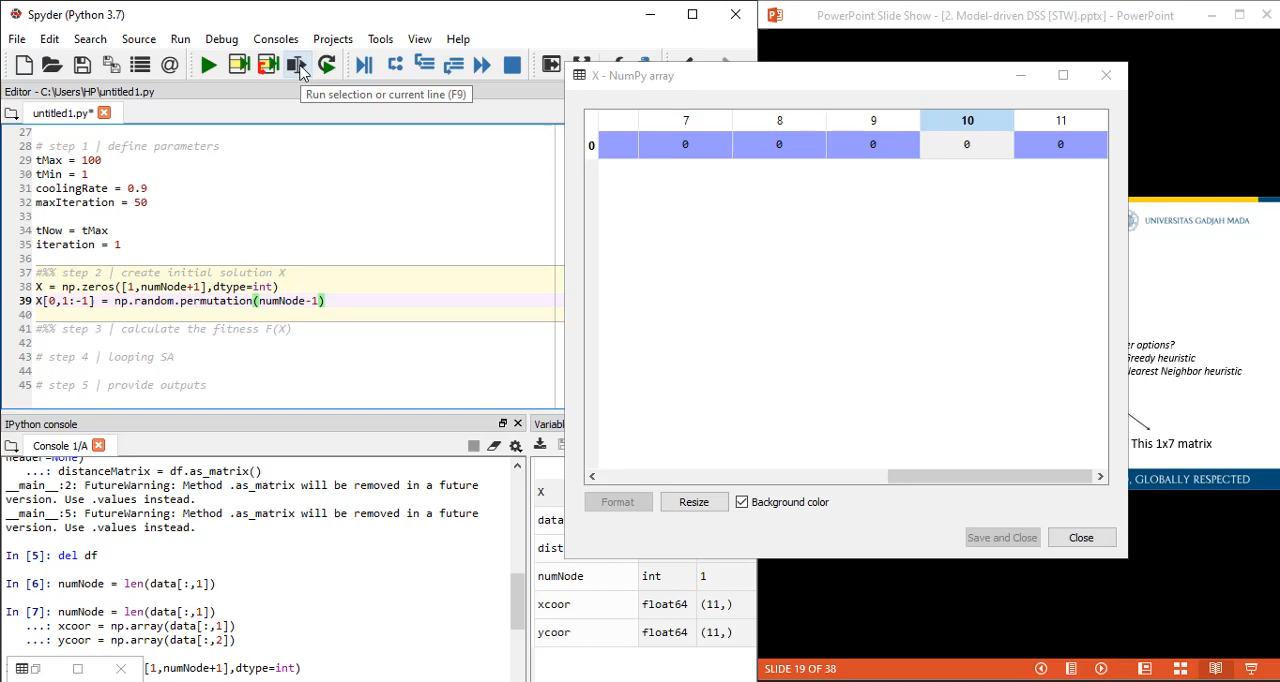 Spyder (Python 3.7)
File Edit Search Source Run Debug Consoles Projects Tools View Help
Run selection or current line (F9)
Editor - C:\Users\HP\untitled1.py
untitled1.py*
27
28 # step 1 | define parameters
29 tMax = 100
30 tMin = 1
31 coolingRate = 0.9
32 maxIteration = 50
33
34 tNow = tMax
35 iteration = 1
36
37 #%% step 2 | create initial solution X
38 X = np.zeros([1,numNode+1],dtype=int)
39 X[0,1:-1] = np.random.permutation(numNode-1)
40
41 #%% step 3 | calculate the fitness F(X)
42
43 # step 4 | looping SA
44
45 # step 5 | provide outputs
IPython console
Console 1/A
header=None)
...: distanceMatrix = df.as_matrix()
__main__:2: FutureWarning: Method .as_matrix will be removed in a future
version. Use .values instead.
__main__:5: FutureWarning: Method .as_matrix will be removed in a future
version. Use .values instead.
In [5]: del df
In [6]: numNode = len(data[:,1])
In [7]: numNode = len(data[:,1])
...: xcoor = np.array(data[:,1])
...: ycoor = np.array(data[:,2])
[1,numNode+1],dtype=int)
Variabl
X
data
dist
numNode int 1
xcoor float64 (11,)
ycoor float64 (11,)
X - NumPy array
7 8 9 10 11
0 0 0 0 0 0
Format Resize Background color
Save and Close Close
PowerPoint Slide Show - [2. Model-driven DSS [STW].pptx] - PowerPoint
UNIVERSITAS GADJAH MADA
er options?
Greedy heuristic
Nearest Neighbor heuristic
This 1x7 matrix
, GLOBALLY RESPECTED
SLIDE 19 OF 38